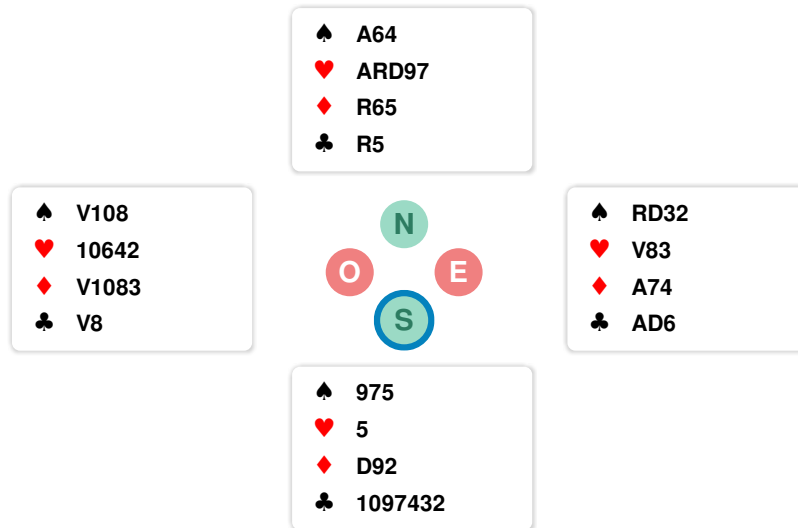 ♠ A64
♥ ARD97
♦ R65
♣ R5
♠ V108
♥ 10642
♦ V1083
♣ V8
N
O E
S
♠ RD32
♥ V83
♦ A74
♣ AD6
♠ 975
♥ 5
♦ D92
♣ 1097432